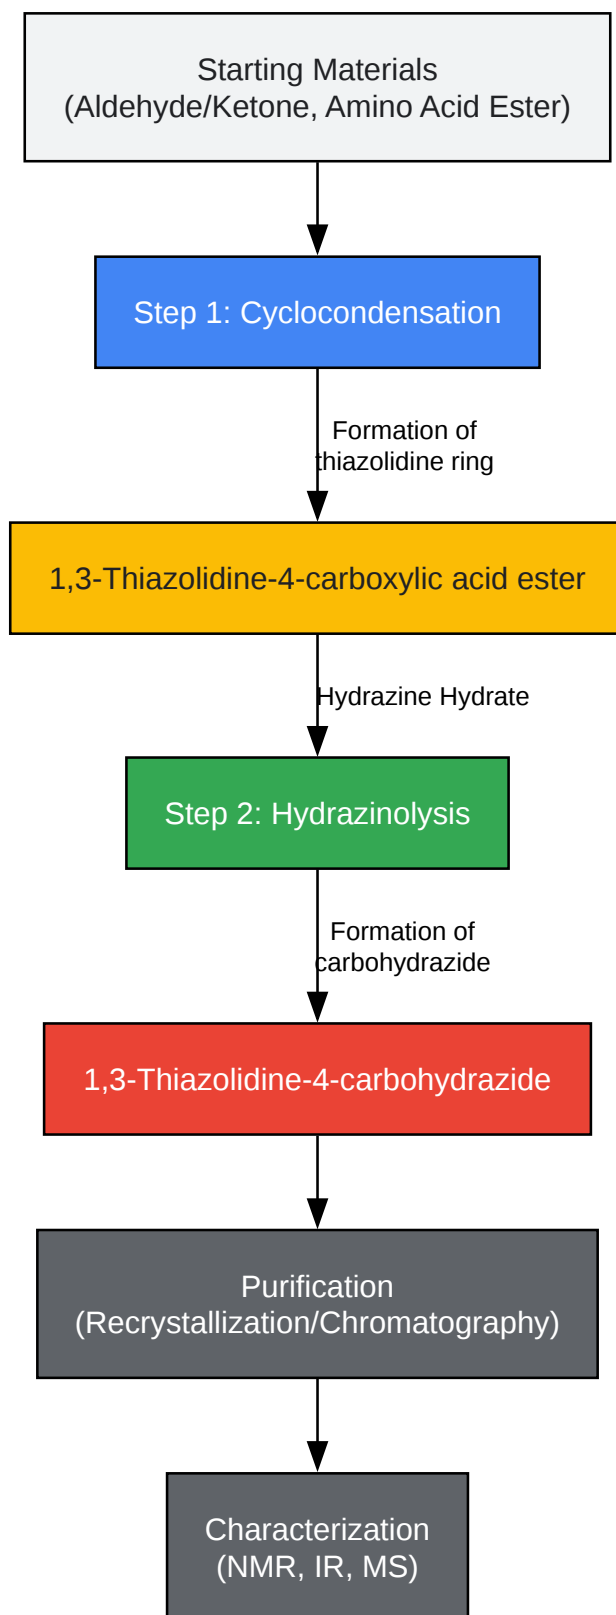 Starting Materials
(Aldehyde/Ketone, Amino Acid Ester)
Step 1: Cyclocondensation
Formation of
thiazolidine ring
1,3-Thiazolidine-4-carboxylic acid ester
Hydrazine Hydrate
Step 2: Hydrazinolysis
Formation of
carbohydrazide
1,3-Thiazolidine-4-carbohydrazide
Purification
(Recrystallization/Chromatography)
Characterization
(NMR, IR, MS)